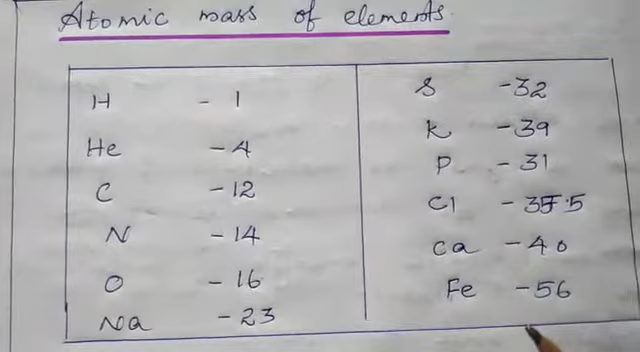 Atomic mass of elements.
H - 1
He - 4
C - 12
N - 14
O - 16
Na - 23
S - 32
K - 39
P - 31
Cl - 35.5
Ca - 40
Fe - 56